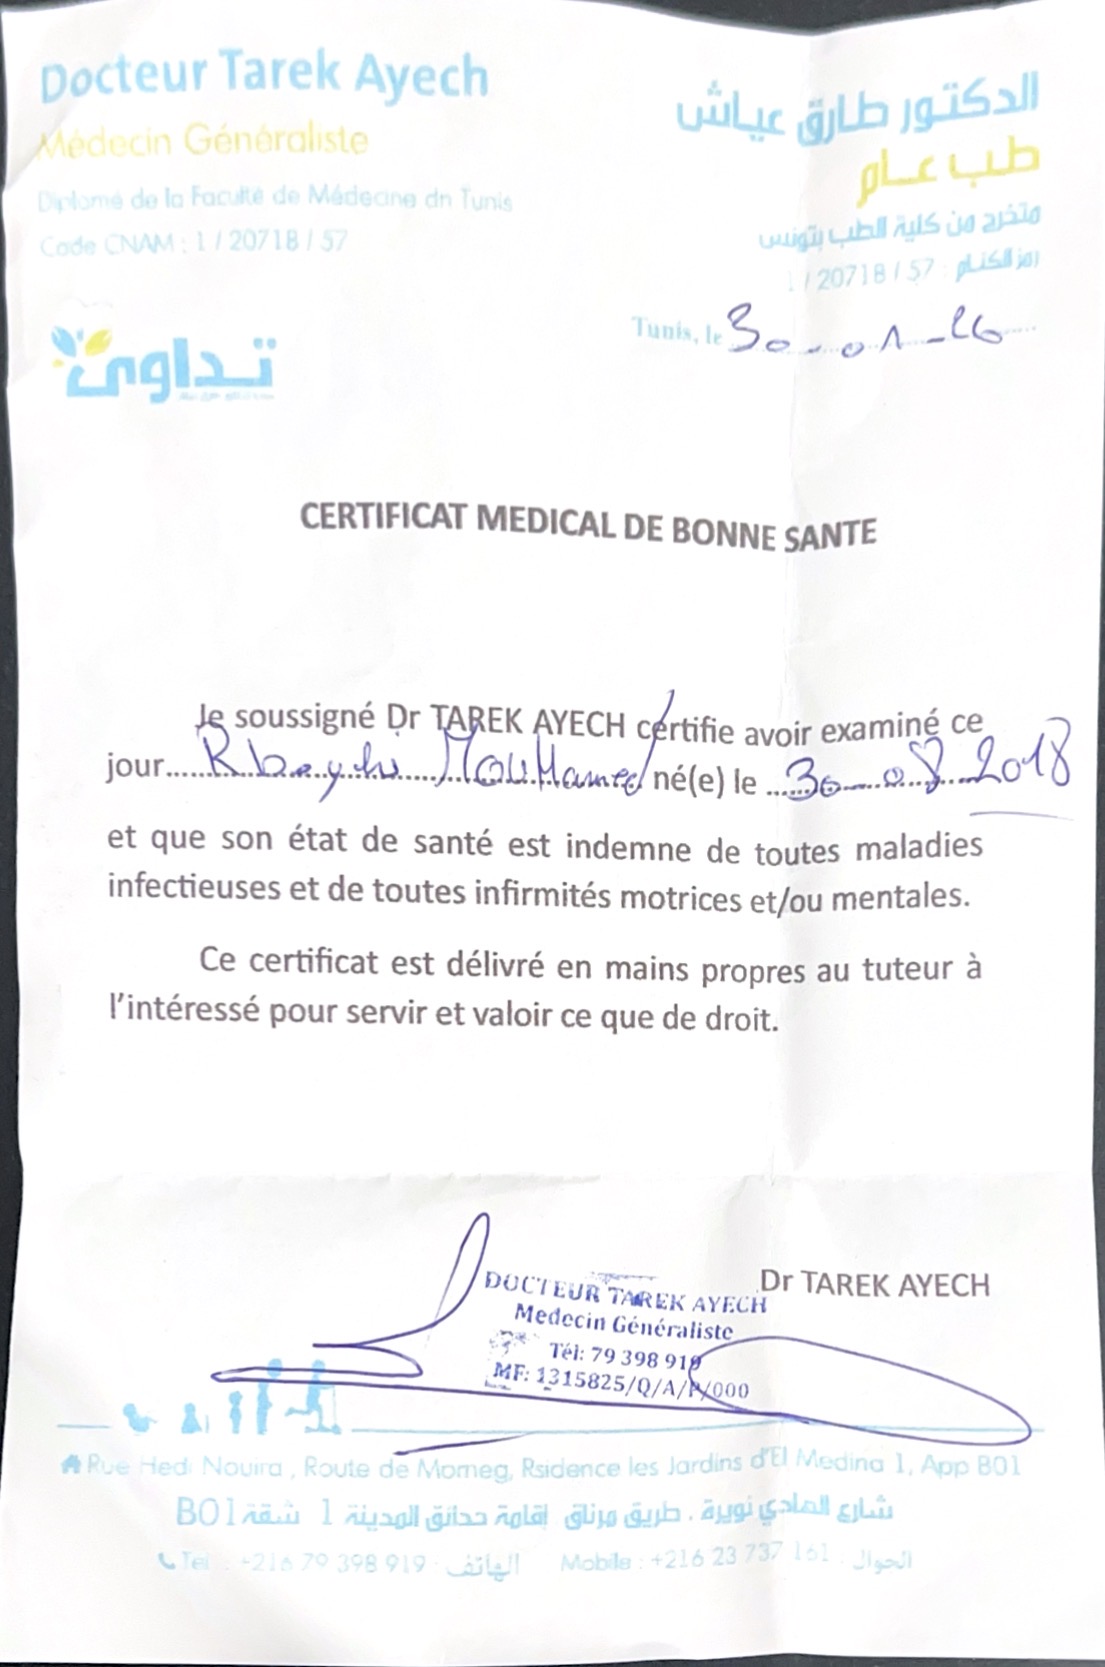 Docteur Tarek Ayech
الدكتور طارق عياش
Médecin Généraliste
طب عام
Diplomé de la Faculté de Médecine dn Tunis
متخرج من كلية الطب بتونس
Code CNAM : 1 / 20718 / 57
رمز الكنام : 57 / 20718 / 1
Tunis, le 30-01-26
تداوي
CERTIFICAT MEDICAL DE BONNE SANTE
Je soussigné Dr TAREK AYECH certifie avoir examiné ce
jour Mouhamed né(e) le 30-08-2018
et que son état de santé est indemne de toutes maladies
infectieuses et de toutes infirmités motrices et/ou mentales.
Ce certificat est délivré en mains propres au tuteur à
l'intéressé pour servir et valoir ce que de droit.
Dr TAREK AYECH
DOCTEUR TAREK AYECH
Medecin Généraliste
Tél: 79 398 919
MF: 1315825/Q/A/P/000
Rue Hedi Nouira , Route de Morneg, Rsidence les Jardins d'El Medina 1, App B01
شارع الهادي نويرة ، طريق مرناق إقامة حدائق المدينة 1 شقة B01
Tel : +216 79 398 919 : الهاتف Mobile : +216 23 737 161 : الجوال